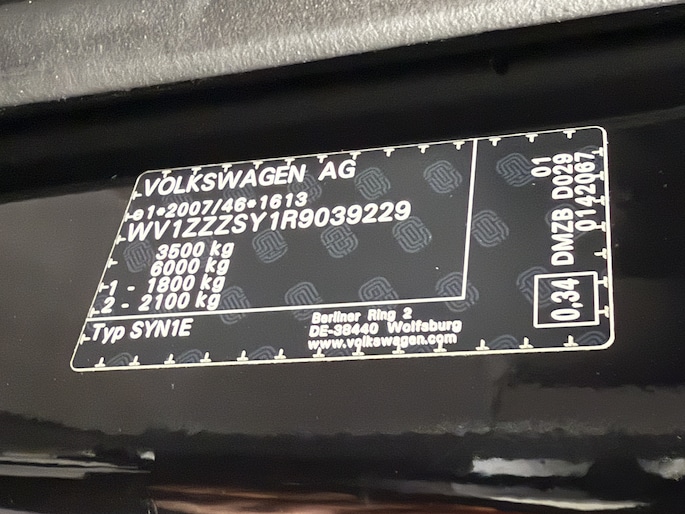 VOLKSWAGEN AG
e1*2007/46*1613
WV1ZZZSY1R9039229
3500 kg
6000 kg
1 - 1800 kg
2 - 2100 kg
Typ SYN1E
Berliner Ring 2
DE-38440 Wolfsburg
www.volkswagen.com
01
DMZB D029
0142067
0,34